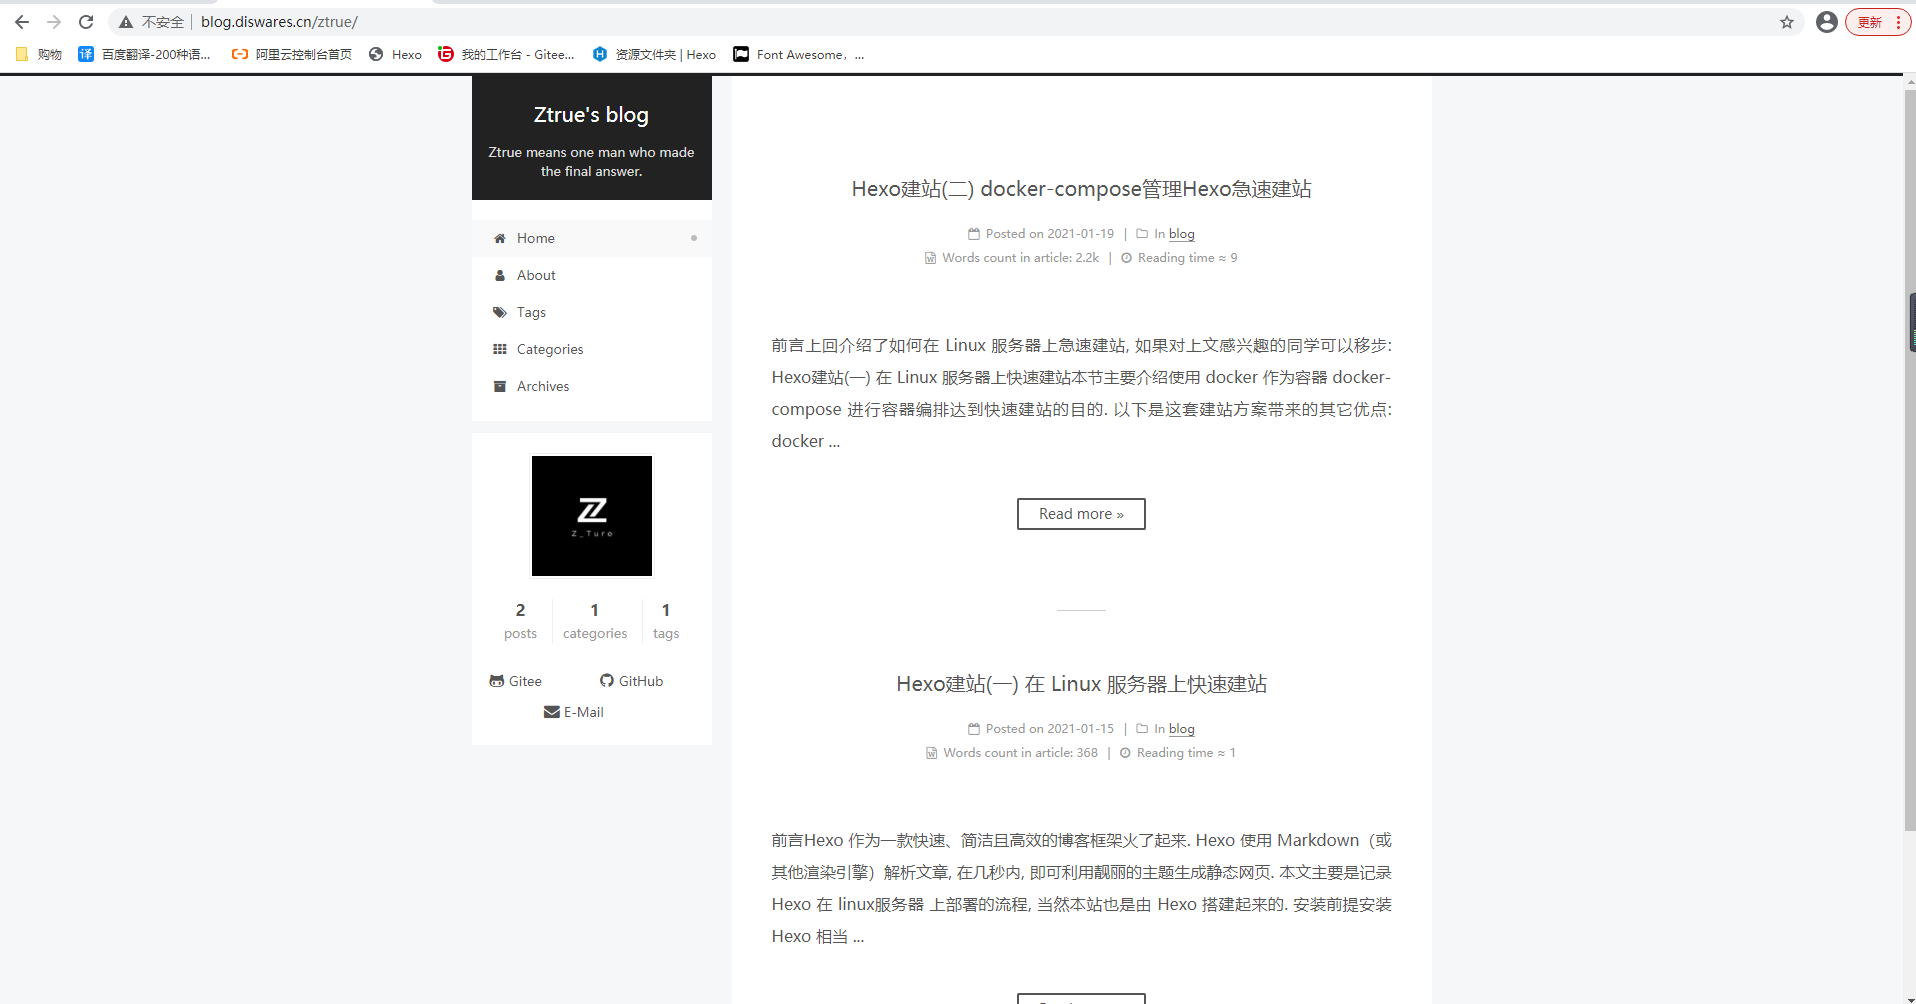 不安全 | blog.diswares.cn/ztrue/
更新
购物
百度翻译-200种语...
阿里云控制台首页
Hexo
我的工作台 - Gitee...
资源文件夹 | Hexo
Font Awesome，...
Ztrue's blog
Ztrue means one man who made
the final answer.
Home
About
Tags
Categories
Archives
Z_Ture
2
posts
1
categories
1
tags
Gitee
GitHub
E-Mail
Hexo建站(二) docker-compose管理Hexo急速建站
Posted on 2021-01-19 | In blog
Words count in article: 2.2k | Reading time ≈ 9
前言上回介绍了如何在 Linux 服务器上急速建站, 如果对上文感兴趣的同学可以移步:
Hexo建站(一) 在 Linux 服务器上快速建站本节主要介绍使用 docker 作为容器 docker-
compose 进行容器编排达到快速建站的目的. 以下是这套建站方案带来的其它优点:
docker ...
Read more »
Hexo建站(一) 在 Linux 服务器上快速建站
Posted on 2021-01-15 | In blog
Words count in article: 368 | Reading time ≈ 1
前言Hexo 作为一款快速、简洁且高效的博客框架火了起来. Hexo 使用 Markdown（或
其他渲染引擎）解析文章, 在几秒内, 即可利用靓丽的主题生成静态网页. 本文主要是记录
Hexo 在 linux服务器 上部署的流程, 当然本站也是由 Hexo 搭建起来的. 安装前提安装
Hexo 相当 ...